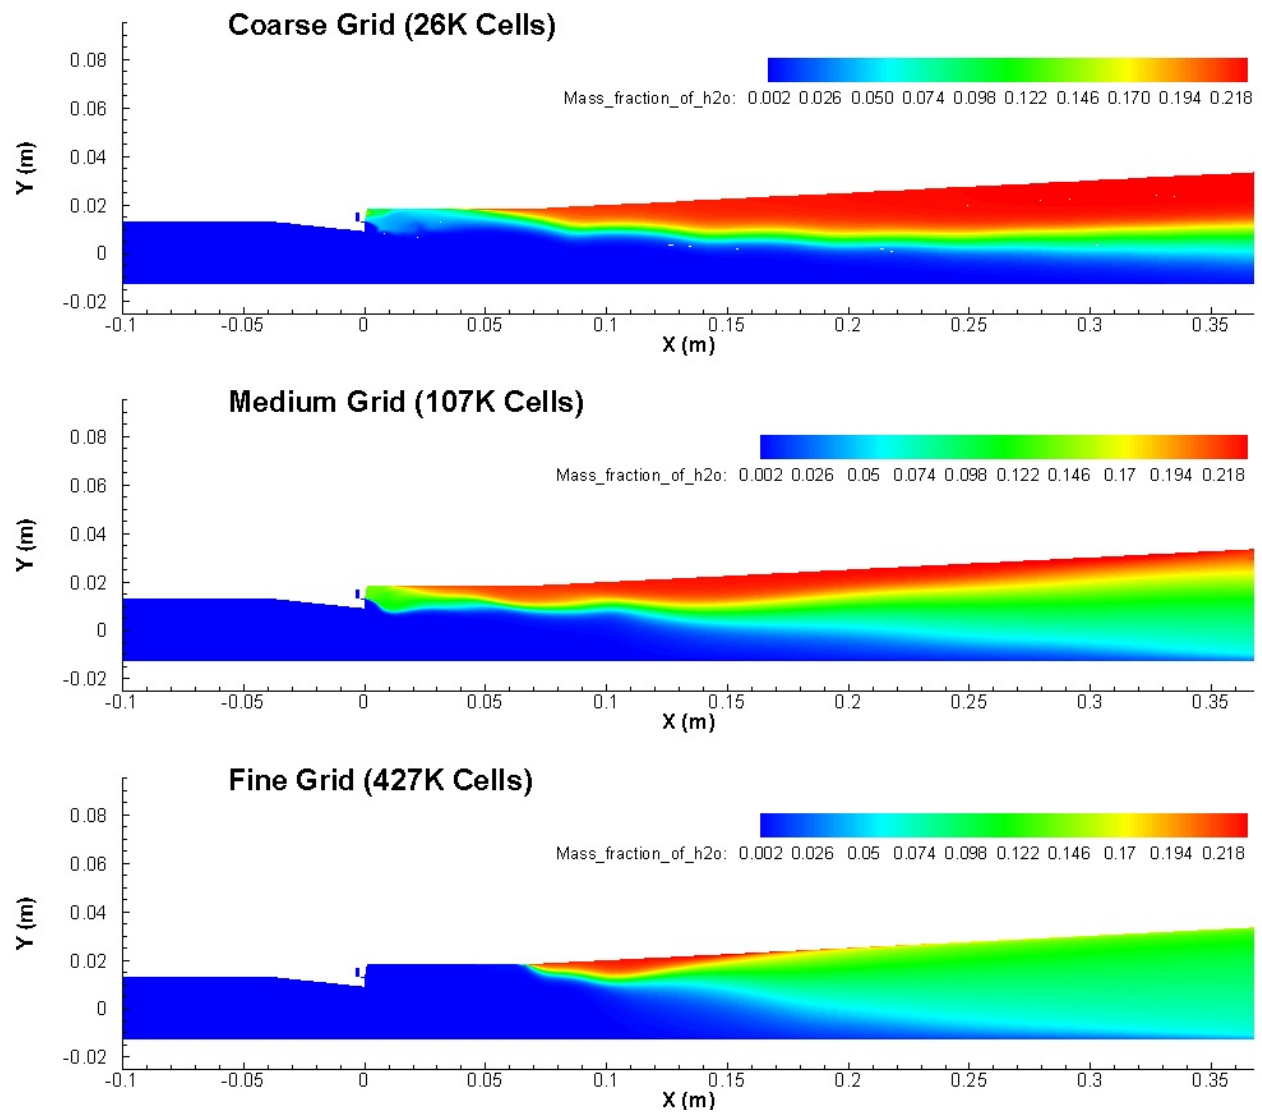 Coarse Grid (26K Cells)
0.08
Mass_fraction_of_h2o: 0.002 0.026 0.050 0.074 0.098 0.122 0.146 0.170 0.194 0.218
0.06
0.04
Y (m)
0.02
0
-0.02
-0.1 -0.05 0 0.05 0.1 0.15 0.2 0.25 0.3 0.35
X (m)
Medium Grid (107K Cells)
0.08
Mass_fraction_of_h2o: 0.002 0.026 0.05 0.074 0.098 0.122 0.146 0.17 0.194 0.218
0.06
0.04
Y (m)
0.02
0
-0.02
-0.1 -0.05 0 0.05 0.1 0.15 0.2 0.25 0.3 0.35
X (m)
Fine Grid (427K Cells)
0.08
Mass_fraction_of_h2o: 0.002 0.026 0.05 0.074 0.098 0.122 0.146 0.17 0.194 0.218
0.06
0.04
Y (m)
0.02
0
-0.02
-0.1 -0.05 0 0.05 0.1 0.15 0.2 0.25 0.3 0.35
X (m)